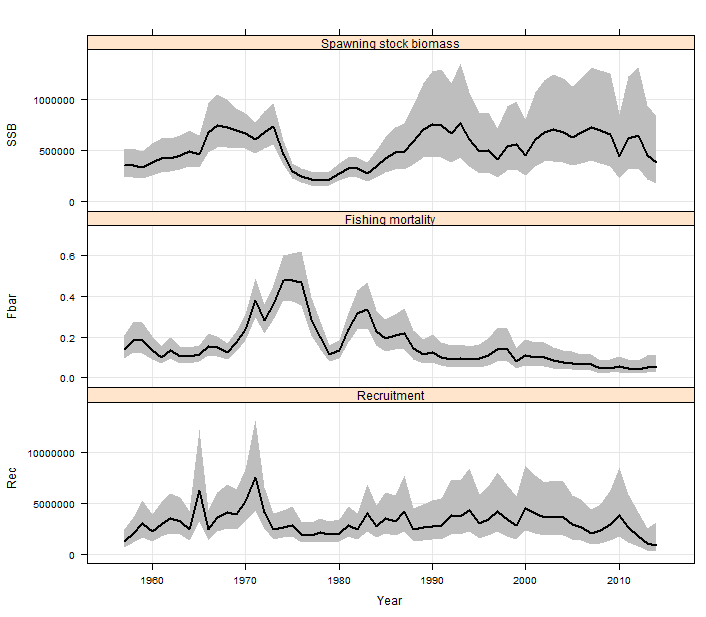 Spawning stock biomass
SSB
1000000
500000
0
Fishing mortality
Fbar
0.6
0.4
0.2
0.0
Recruitment
Rec
10000000
5000000
0
1960 1970 1980 1990 2000 2010
Year